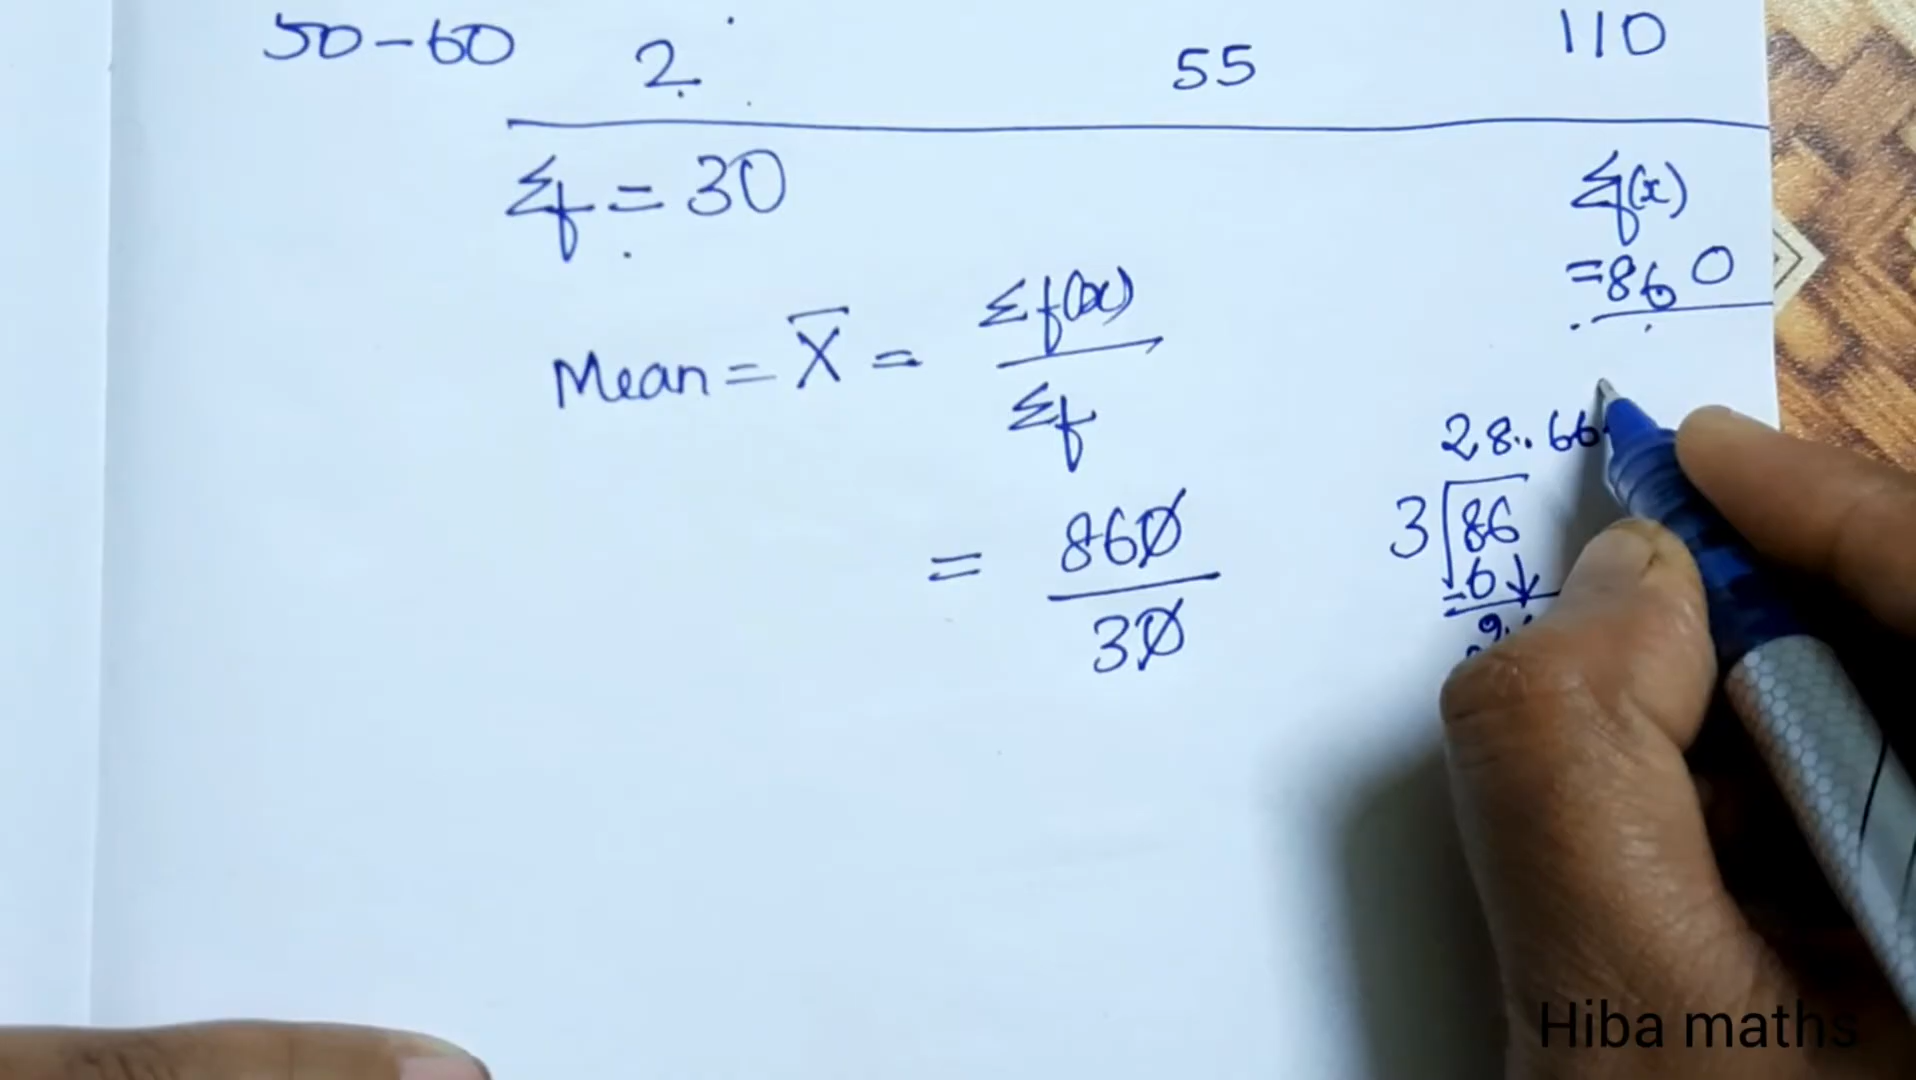 50-60 2 55 110
Σf = 30
Σf(x)
=860
Mean = X̅ = Σf(x)
Σf
= 860
30
28.66
3 86
-6↓
Hiba maths